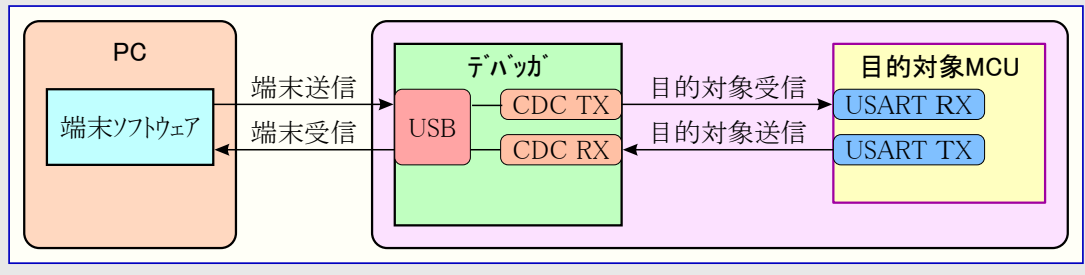 PC
端末ソフトウェア
端末送信
端末受信
デバッガ
USB
CDC TX
CDC RX
目的対象受信
目的対象送信
目的対象MCU
USART RX
USART TX